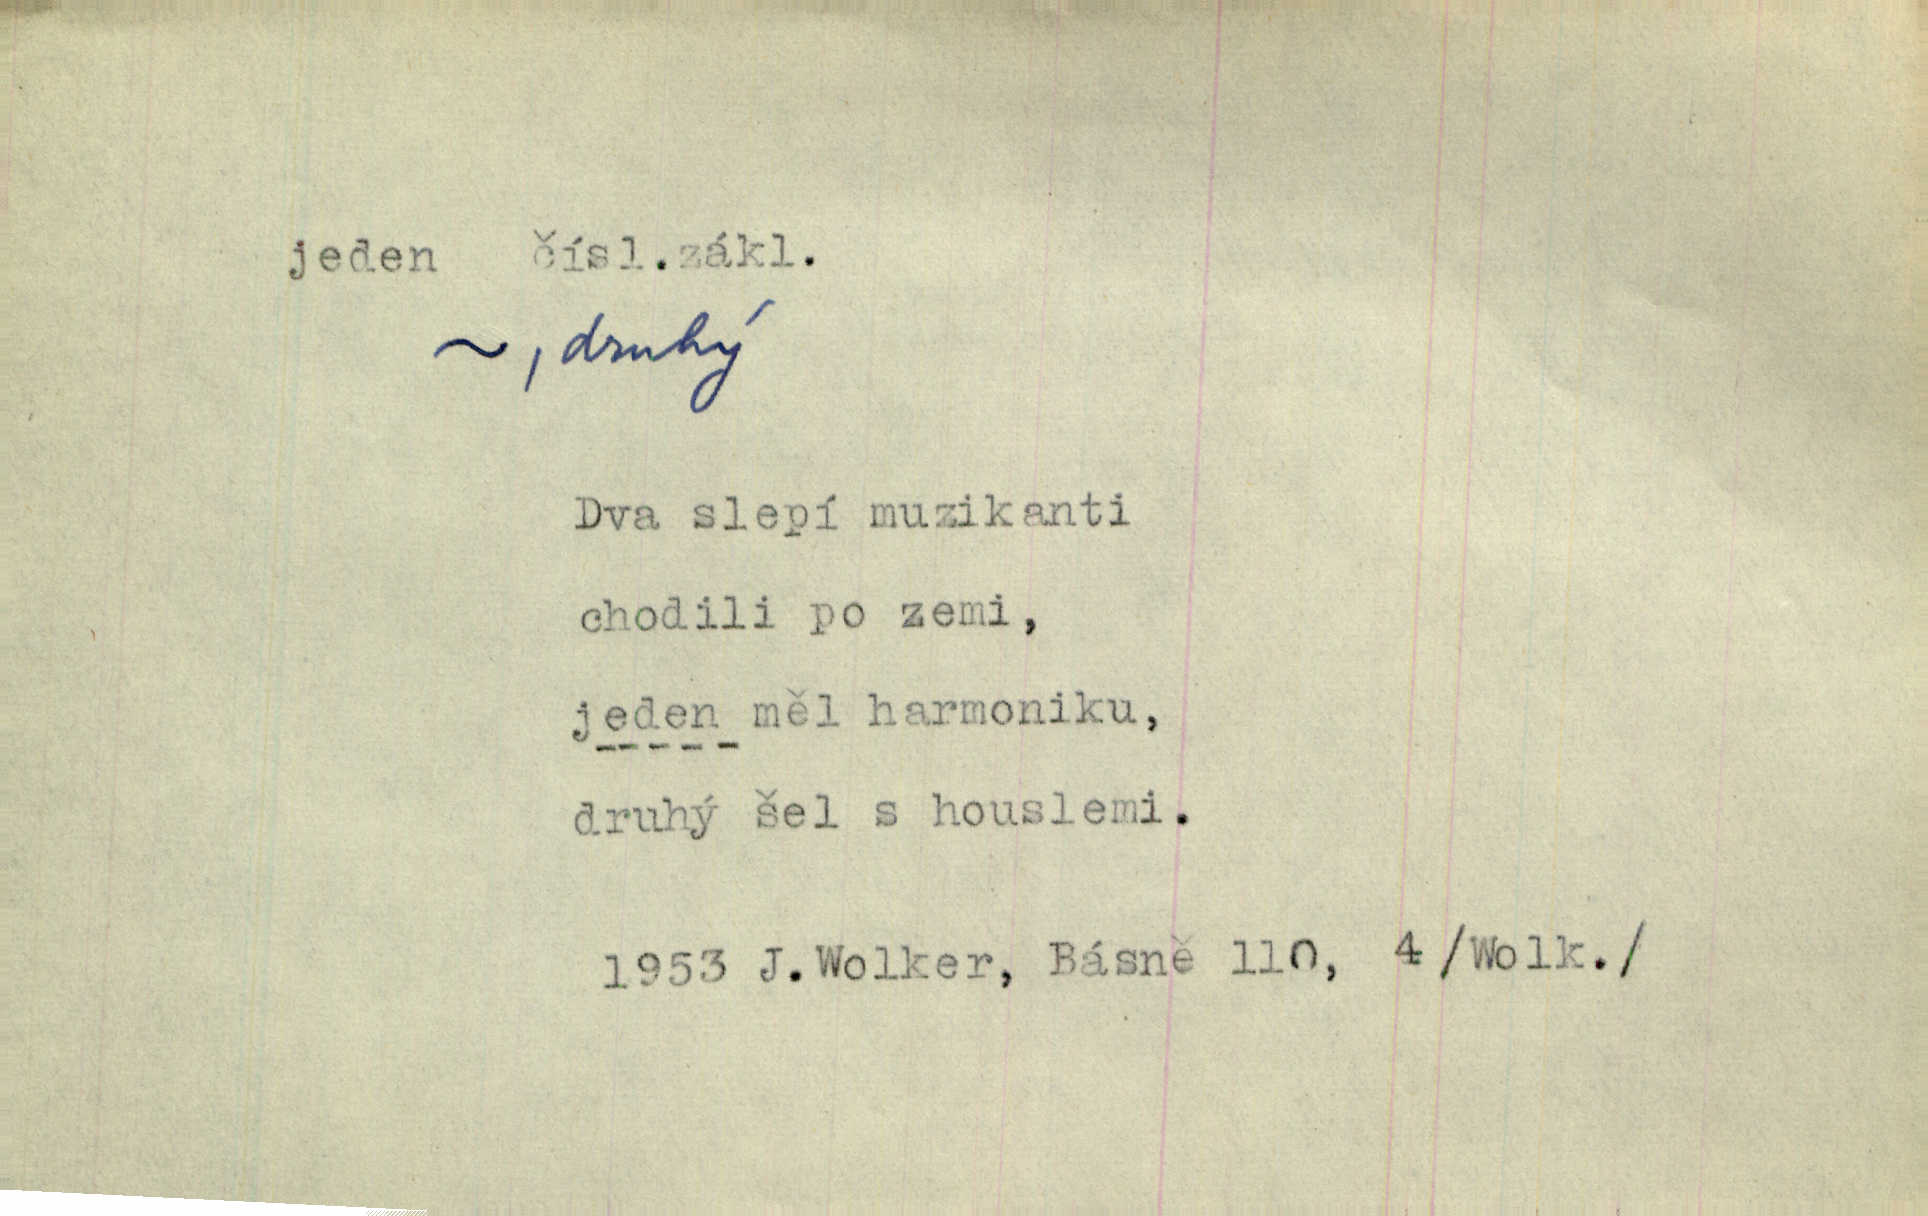 jeden čísl.zákl.
~, druhý
Dva slepí muzikanti
chodili po zemi,
jeden měl harmoniku,
druhý šel s houslemi.
1953 J.Wolker, Básně 110, 4 /Wolk./